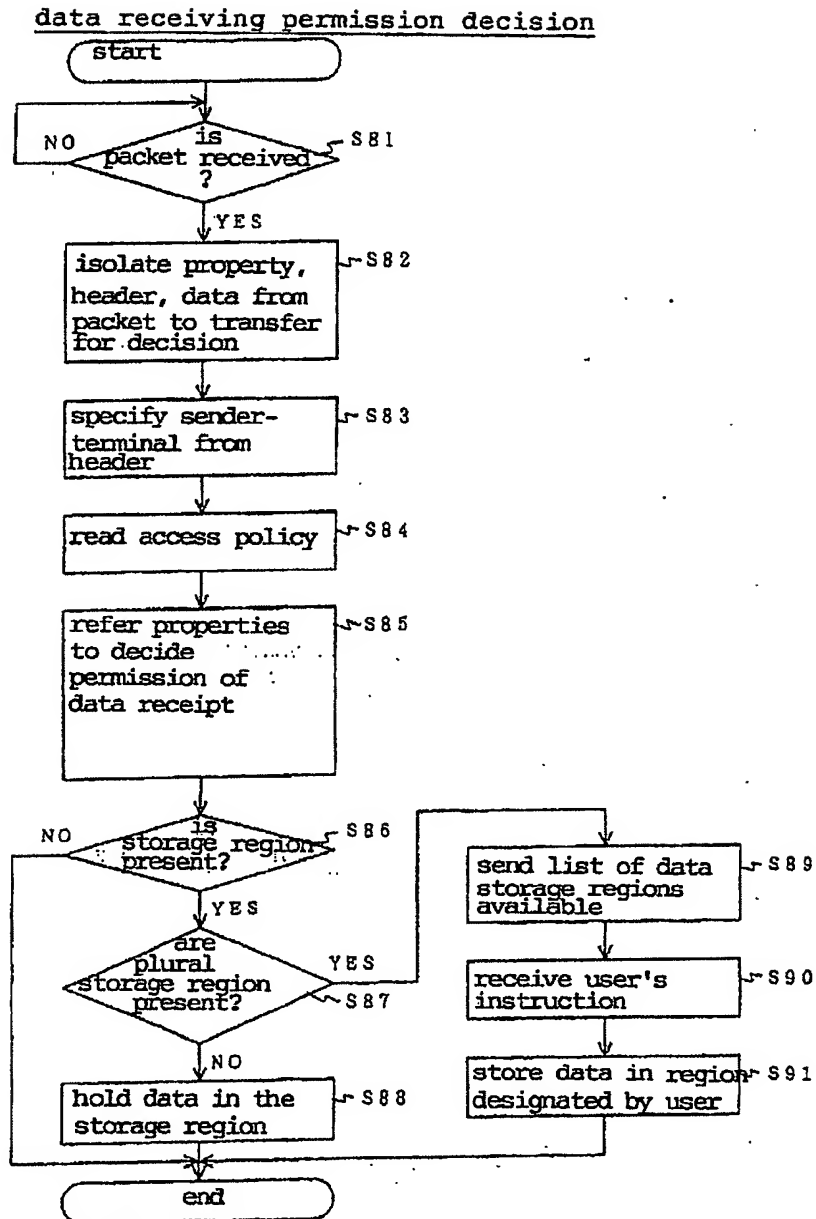 data receiving permission decision
start
is
packet received
?
S81
NO
YES
isolate property,
header, data from
packet to transfer
for decision
S82
specify sender-
terminal from
header
S83
read access policy
S84
refer properties
to decide
permission of
data receipt
S85
is
storage region
present?
S86
NO
YES
are
plural
storage region
present?
S87
YES
NO
hold data in the
storage region
S88
send list of data
storage regions
available
S89
receive user's
instruction
S90
store data in region
designated by user
S91
end